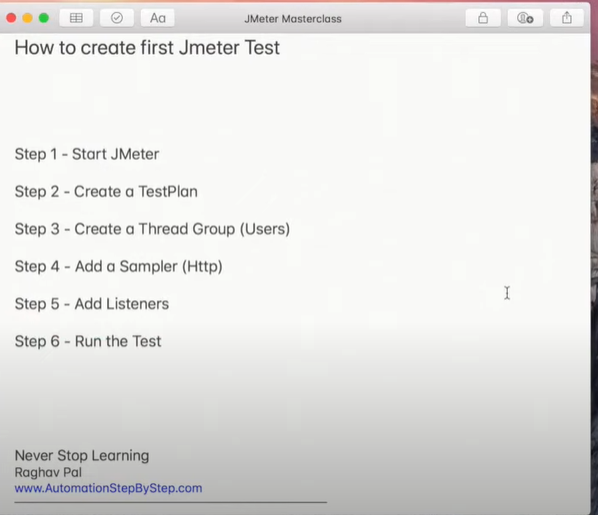 Aa
JMeter Masterclass
How to create first Jmeter Test
Step 1 - Start JMeter
Step 2 - Create a TestPlan
Step 3 - Create a Thread Group (Users)
Step 4 - Add a Sampler (Http)
Step 5 - Add Listeners
Step 6 - Run the Test
Never Stop Learning
Raghav Pal
www.AutomationStepByStep.com